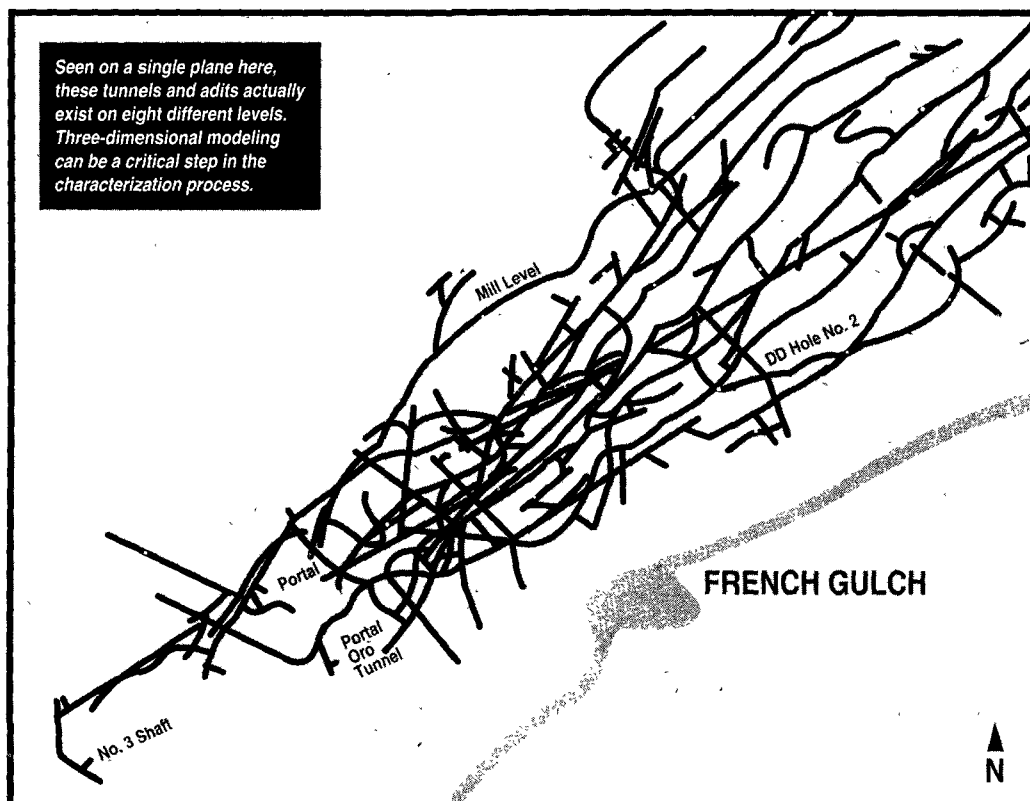 Seen on a single plane here,
these tunnels and adits actually
exist on eight different levels.
Three-dimensional modeling
can be a critical step in the
characterization process.
Mill Level
DD Hole No. 2
Portal
Portal
Oro
Tunnel
FRENCH GULCH
No. 3 Shaft
N